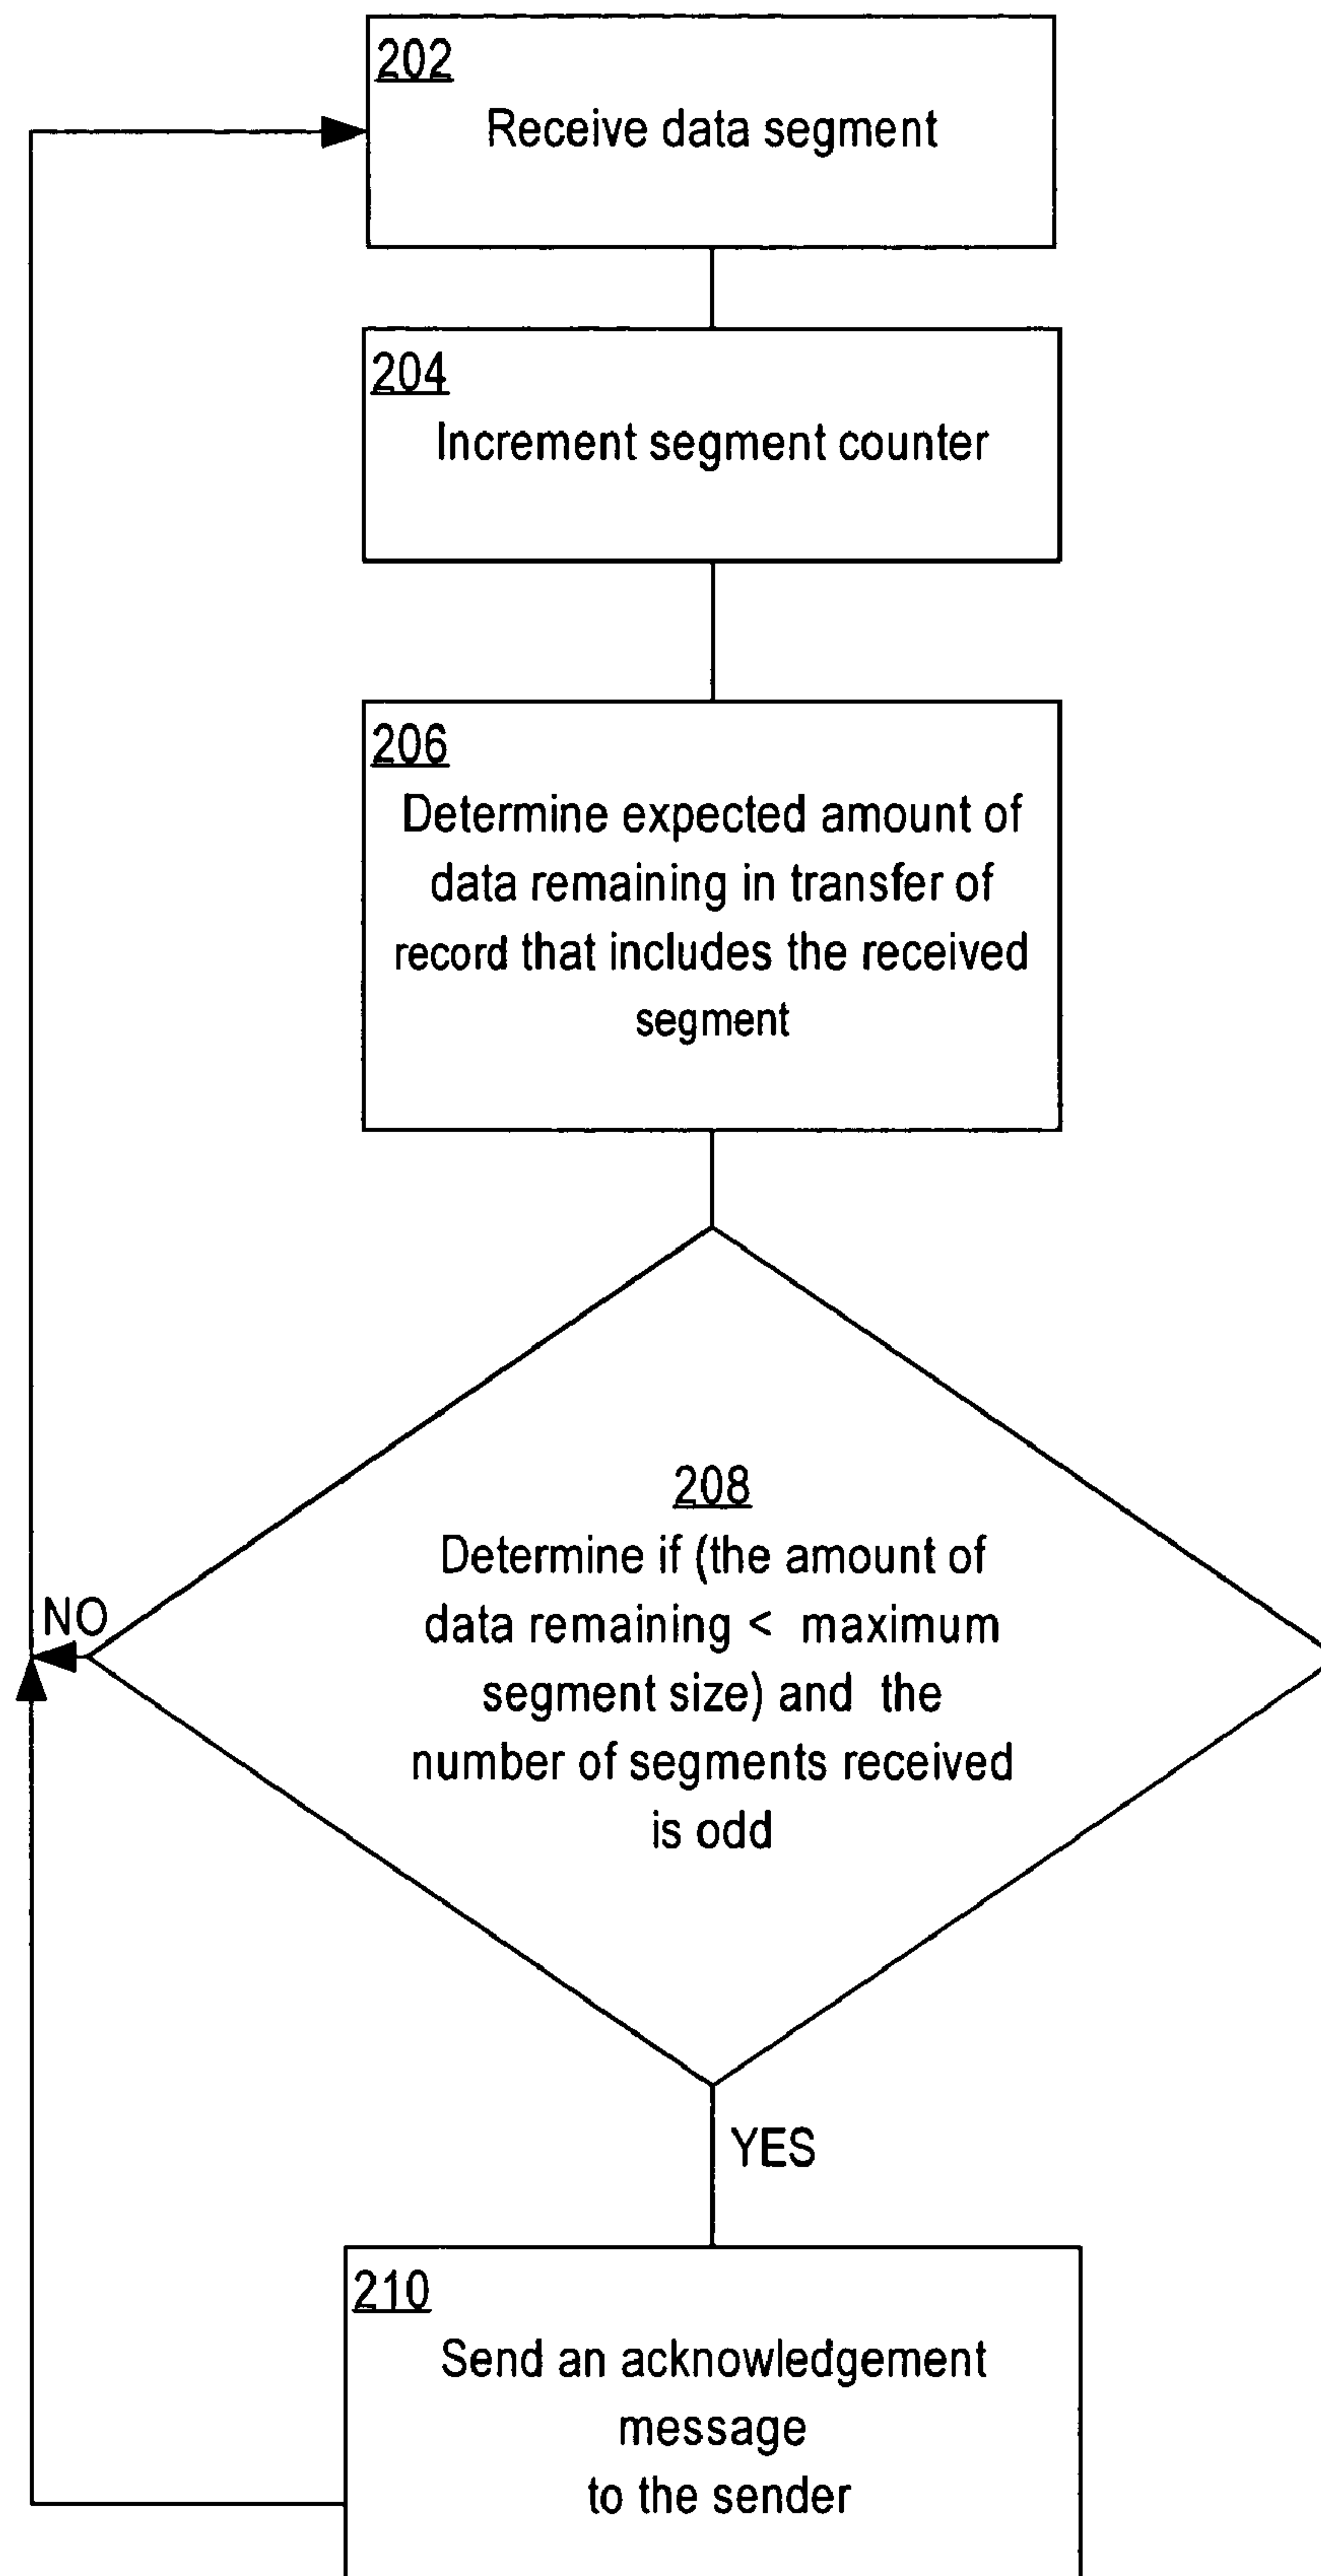 202
Receive data segment
204
Increment segment counter
206
Determine expected amount of
data remaining in transfer of
record that includes the received
segment
208
Determine if (the amount of
data remaining < maximum
segment size) and the
number of segments received
is odd
NO
YES
210
Send an acknowledgement
message
to the sender